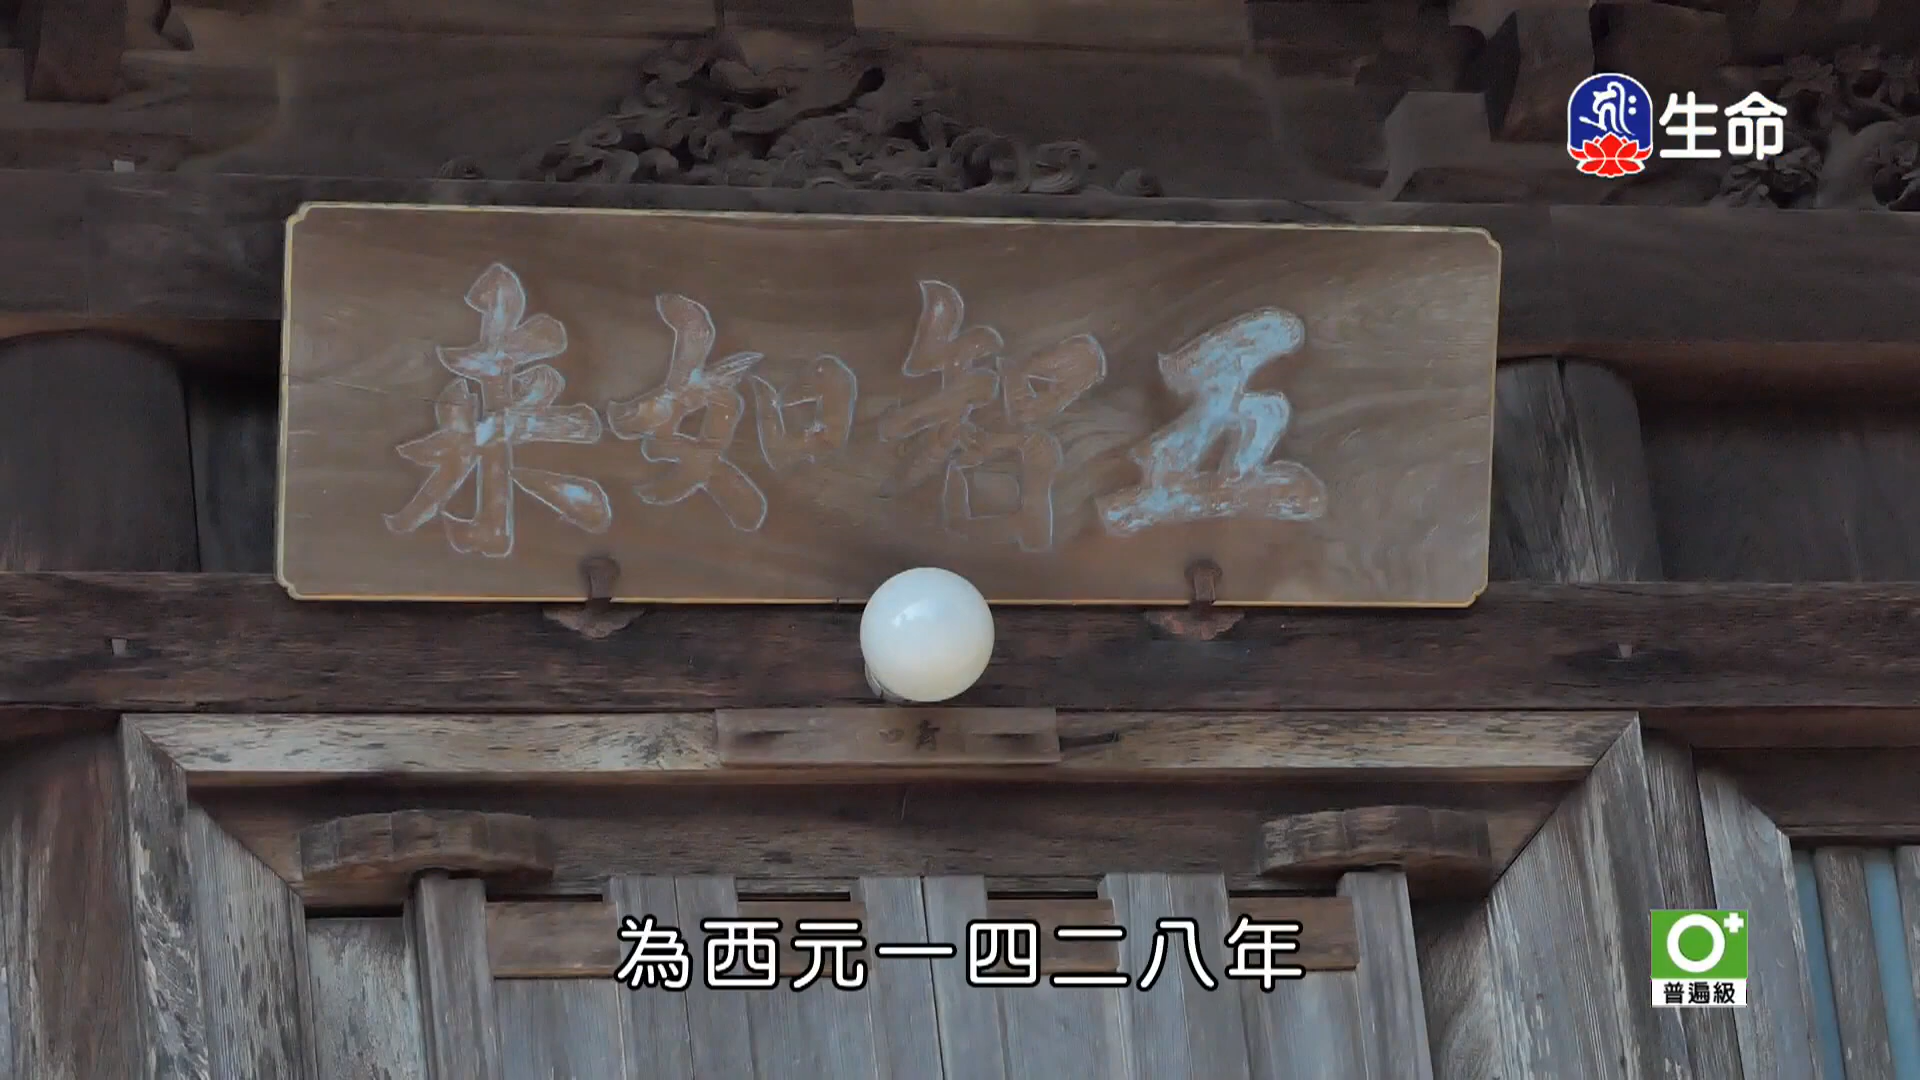 生命
五智如来
為西元一四二八年
普遍級